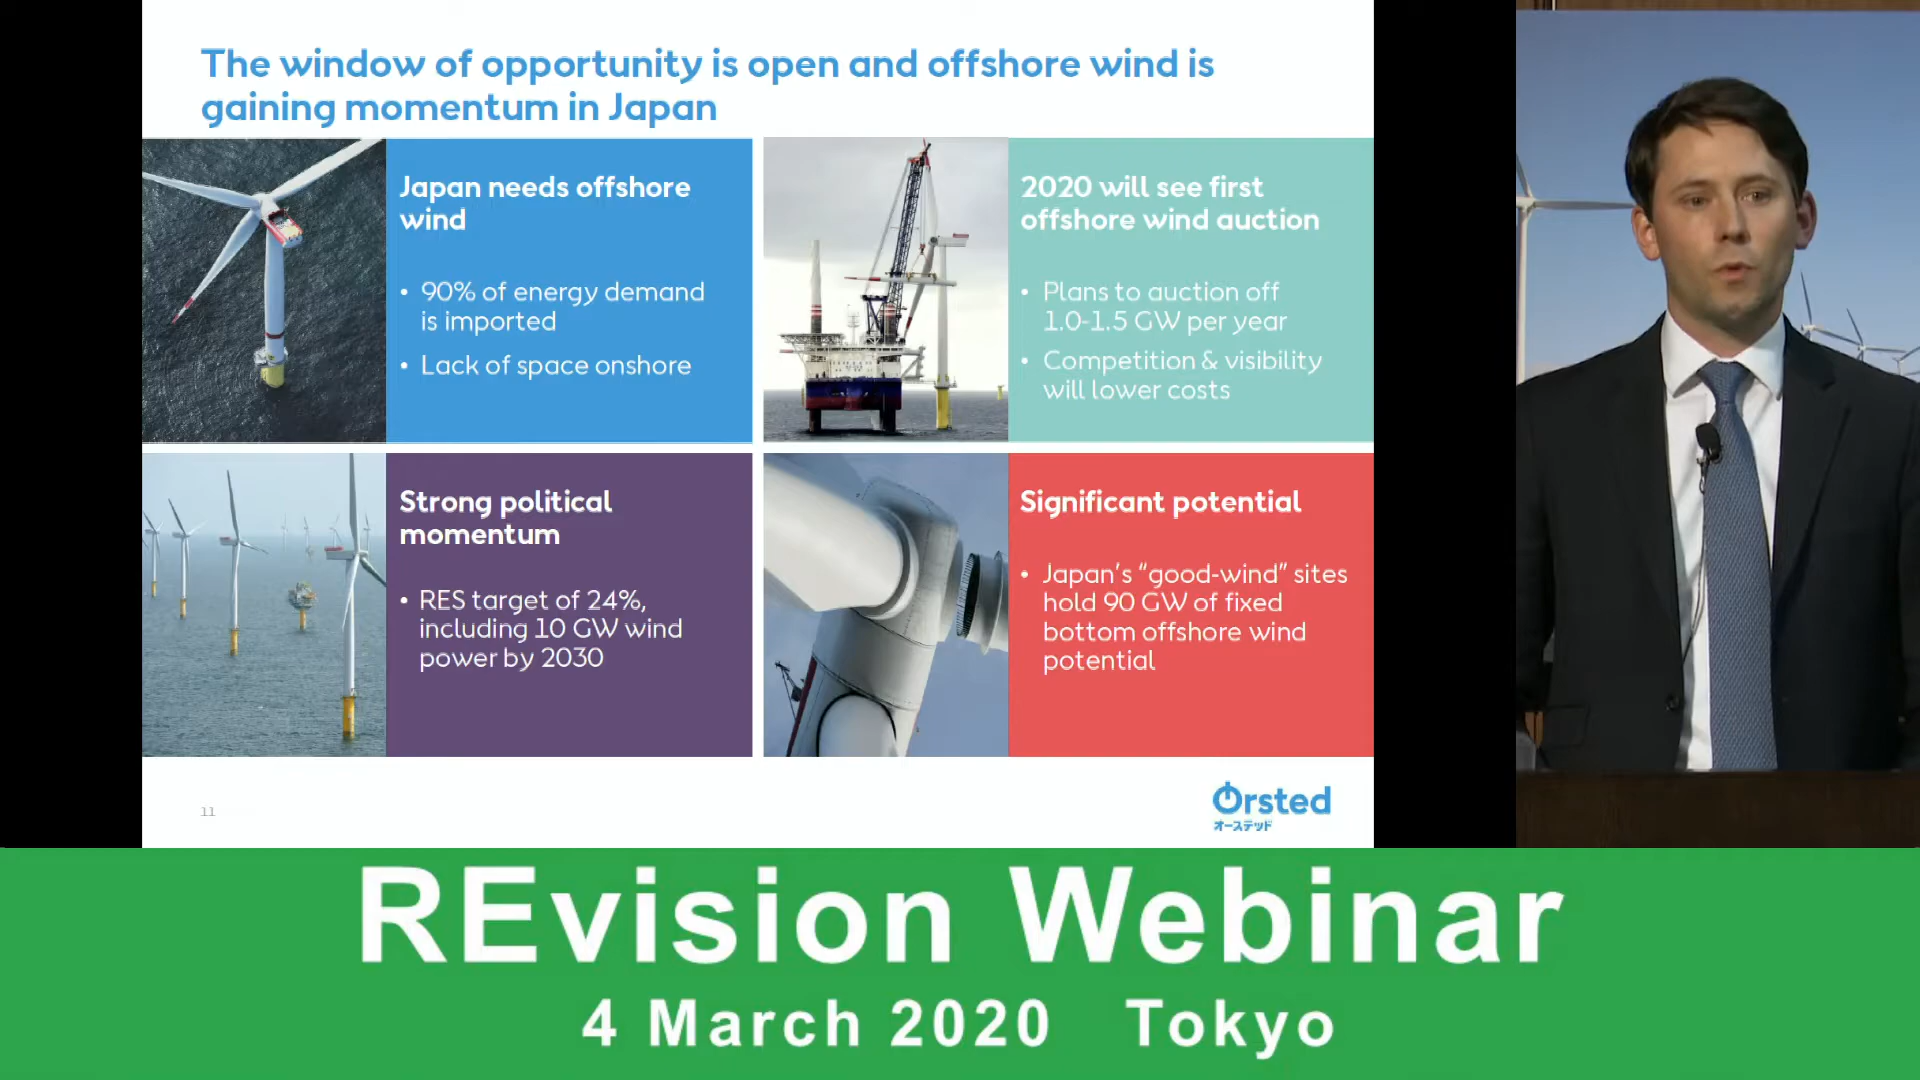 The window of opportunity is open and offshore wind is
gaining momentum in Japan
Japan needs offshore
wind
• 90% of energy demand
is imported
• Lack of space onshore
2020 will see first
offshore wind auction
• Plans to auction off
1.0-1.5 GW per year
• Competition & visibility
will lower costs
Strong political
momentum
• RES target of 24%,
including 10 GW wind
power by 2030
Significant potential
• Japan's “good-wind” sites
hold 90 GW of fixed
bottom offshore wind
potential
11
Orsted
オーステッド
REvision Webinar
4 March 2020 Tokyo